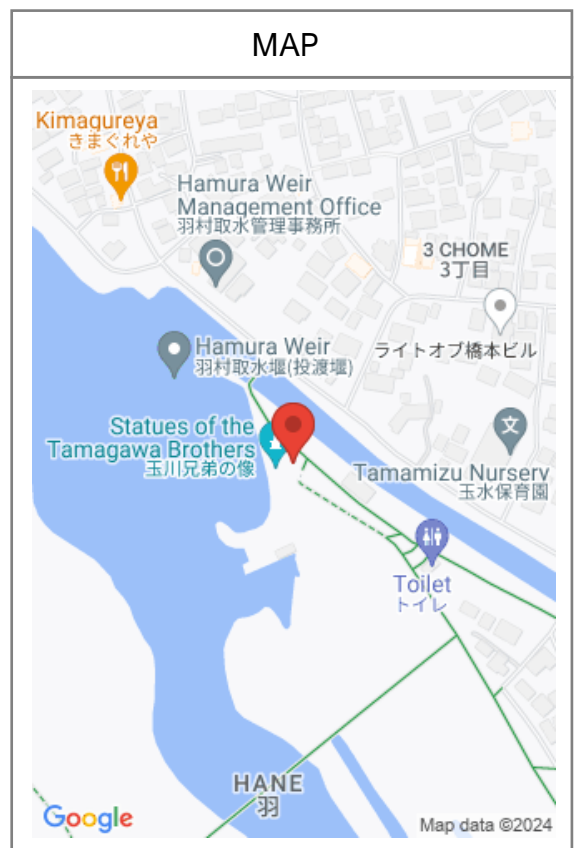 MAP
Kimagureya
きまぐれや
Hamura Weir
Management Office
羽村取水管理事務所
3 CHOME
3丁目
ライトオブ橋本ビル
Hamura Weir
羽村取水堰(投渡堰)
Statues of the
Tamagawa Brothers
玉川兄弟の像
文
Tamamizu Nursery
玉水保育園
Toilet
トイレ
HANE
羽
Google
Map data ©2024